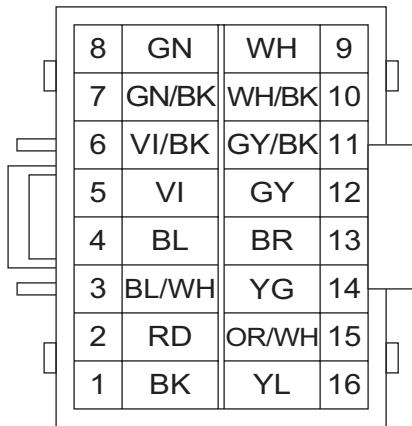 8 GN WH 9
7 GN/BK WH/BK 10
6 VI/BK GY/BK 11
5 VI GY 12
4 BL BR 13
3 BL/WH YG 14
2 RD OR/WH 15
1 BK YL 16